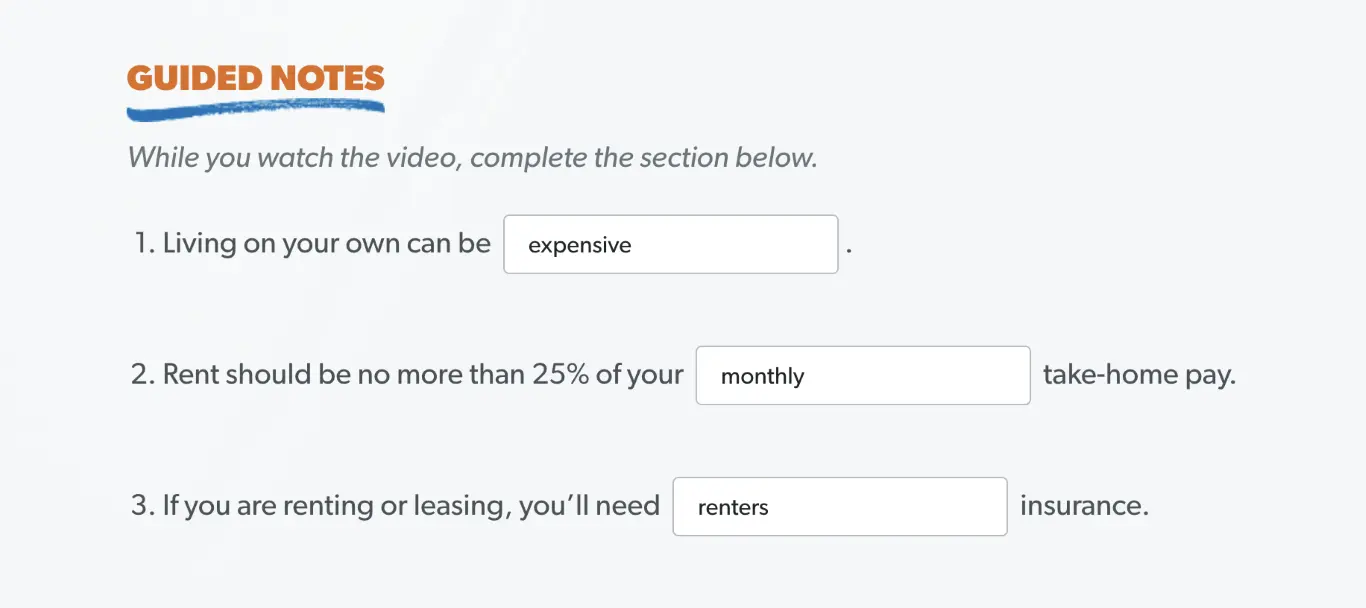 GUIDED NOTES
While you watch the video, complete the section below.
1. Living on your own can be expensive .
2. Rent should be no more than 25% of your monthly take-home pay.
3. If you are renting or leasing, you’ll need renters insurance.